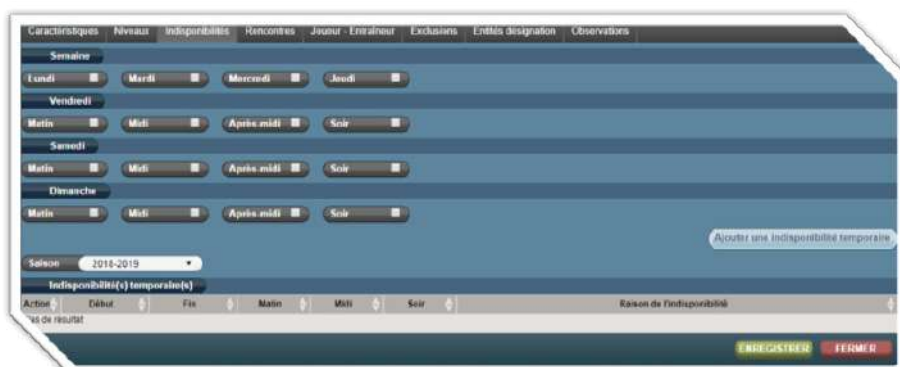 Caractéristiques Niveaux Indisponibilités Rencontres Joueur - Entraîneur Exclusions Entités désignation Observations
Semaine
Lundi Mardi Mercredi Jeudi
Vendredi
Matin Midi Après-midi Soir
Samedi
Matin Midi Après-midi Soir
Dimanche
Matin Midi Après-midi Soir
Ajouter une indisponibilité temporaire
Saison 2018-2019
Indisponibilité(s) temporaire(s)
Action Début Fin Matin Midi Soir Raison de l'indisponibilité
Pas de résultat
ENREGISTRER FERMER